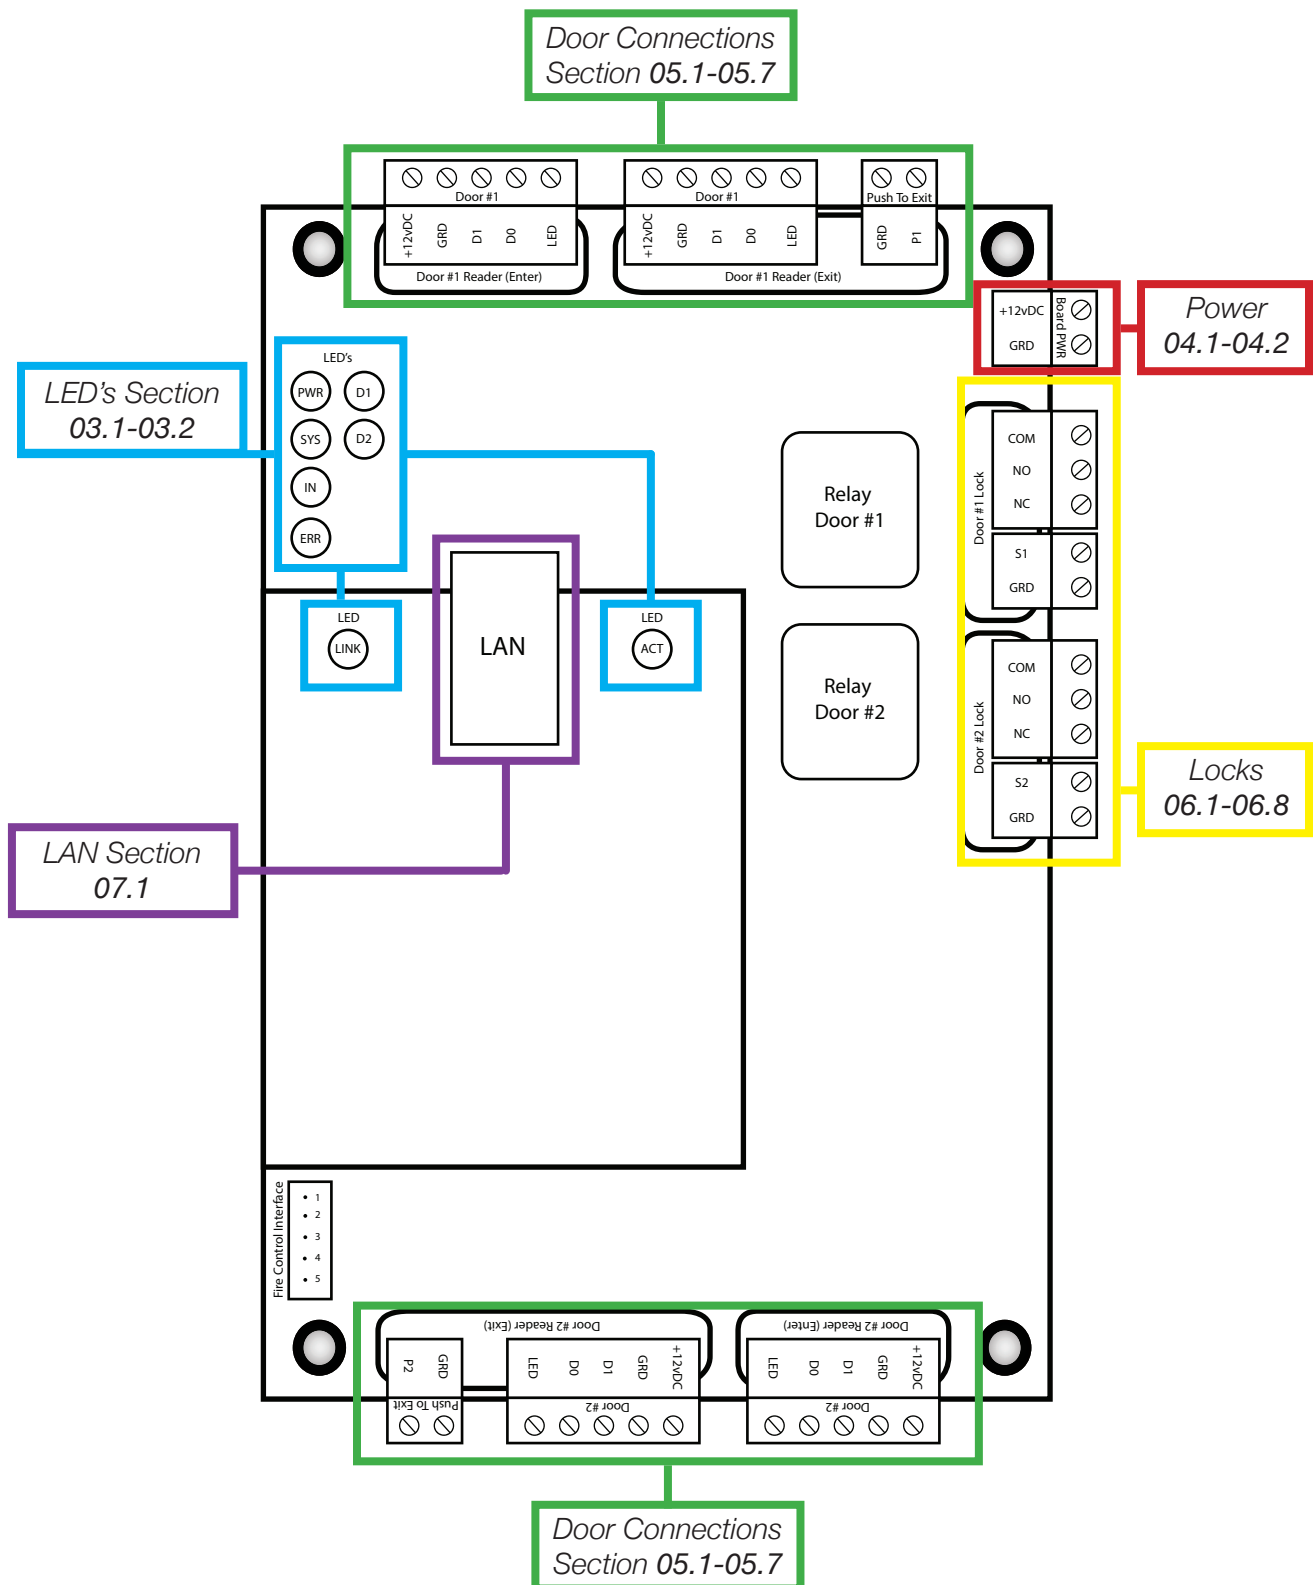 Door Connections
Section 05.1-05.7
Door #1
+12vDC
GRD
D1
D0
LED
Door #1 Reader (Enter)
Door #1
+12vDC
GRD
D1
D0
LED
Door #1 Reader (Exit)
Push To Exit
GRD
P1
+12vDC
GRD
Board PWR
Power
04.1-04.2
LED's Section
03.1-03.2
LED's
PWR
D1
SYS
D2
IN
ERR
LED
LINK
LAN
LED
ACT
Relay
Door #1
Relay
Door #2
Door #1 Lock
COM
NO
NC
S1
GRD
Door #2 Lock
COM
NO
NC
S2
GRD
Locks
06.1-06.8
LAN Section
07.1
Fire Control Interface
1
2
3
4
5
Door #2 Reader (Exit)
P2
GRD
Push To Exit
LED
D0
D1
GRD
+12vDC
Door #2
Door #2 Reader (Enter)
LED
D0
D1
GRD
+12vDC
Door #2
Door Connections
Section 05.1-05.7